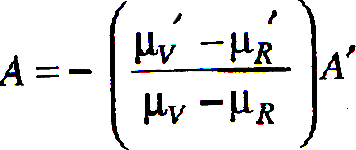 A = − ( (μ_V′ − μ_R′) / (μ_V − μ_R) ) A′